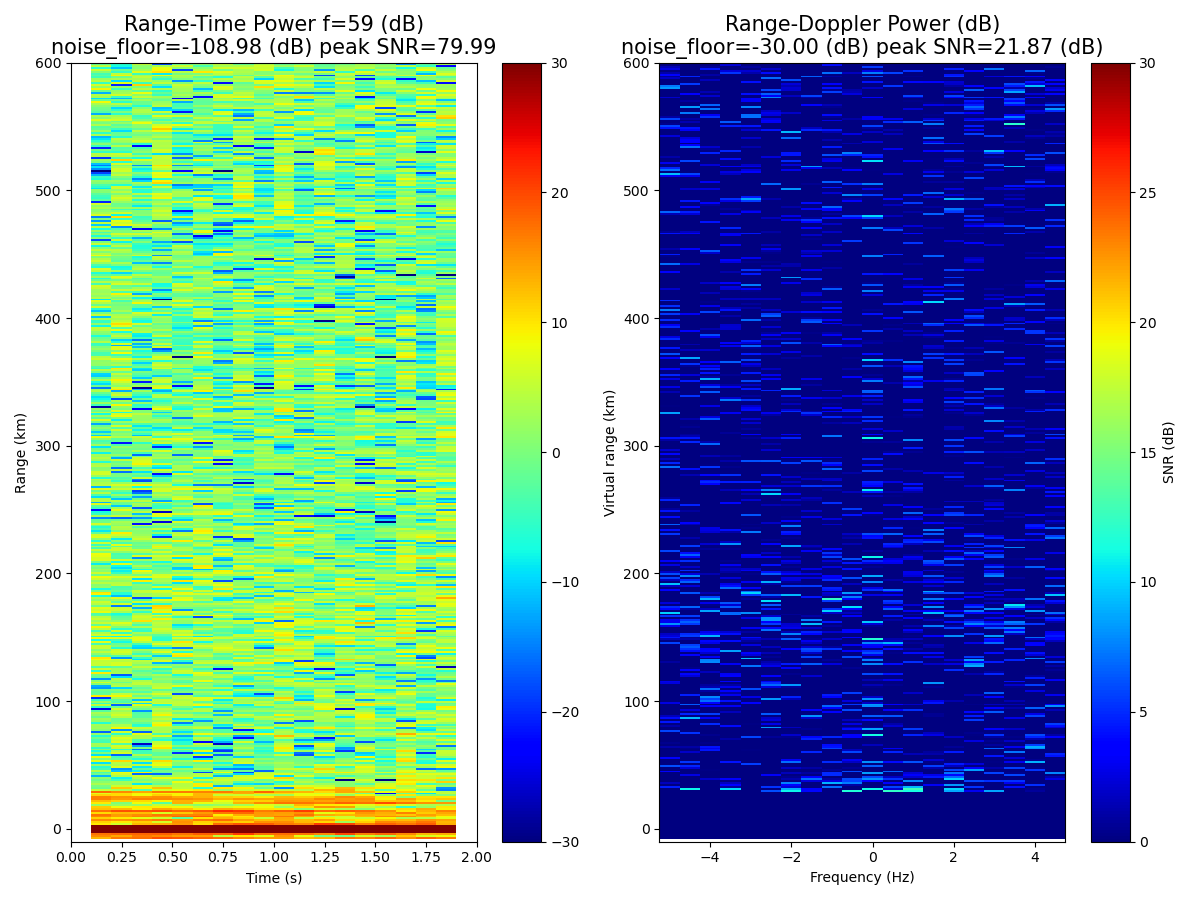 Range-Time Power f=59 (dB)
noise_floor=-108.98 (dB) peak SNR=79.99
600
500
400
300
200
100
0
Range (km)
0.00 0.25 0.50 0.75 1.00 1.25 1.50 1.75 2.00
Time (s)
30
20
10
0
−10
−20
−30
Range-Doppler Power (dB)
noise_floor=-30.00 (dB) peak SNR=21.87 (dB)
600
500
400
300
200
100
0
Virtual range (km)
−4 −2 0 2 4
Frequency (Hz)
30
25
20
15
10
5
0
SNR (dB)